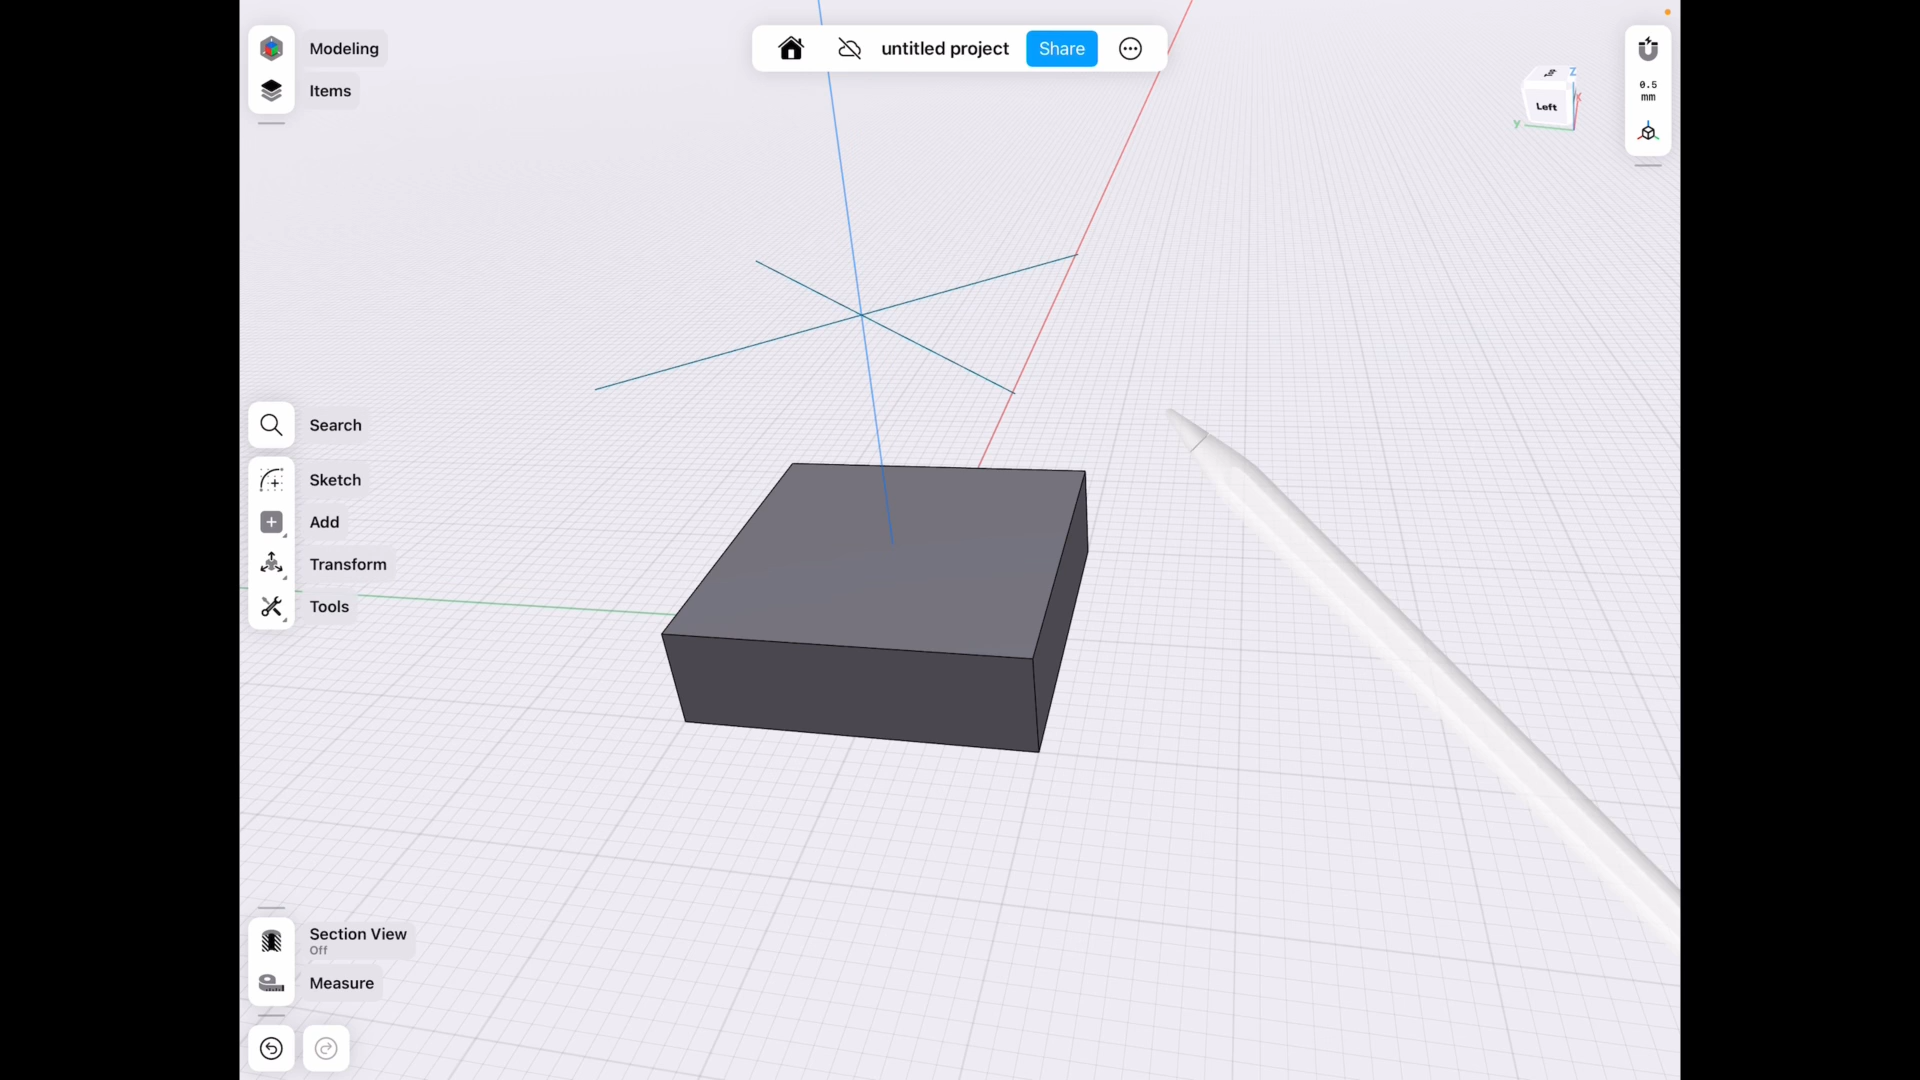 Modeling
Items
untitled project
Share
Z
X
Left
Y
0.5
mm
Search
Sketch
Add
Transform
Tools
Section View
Off
Measure